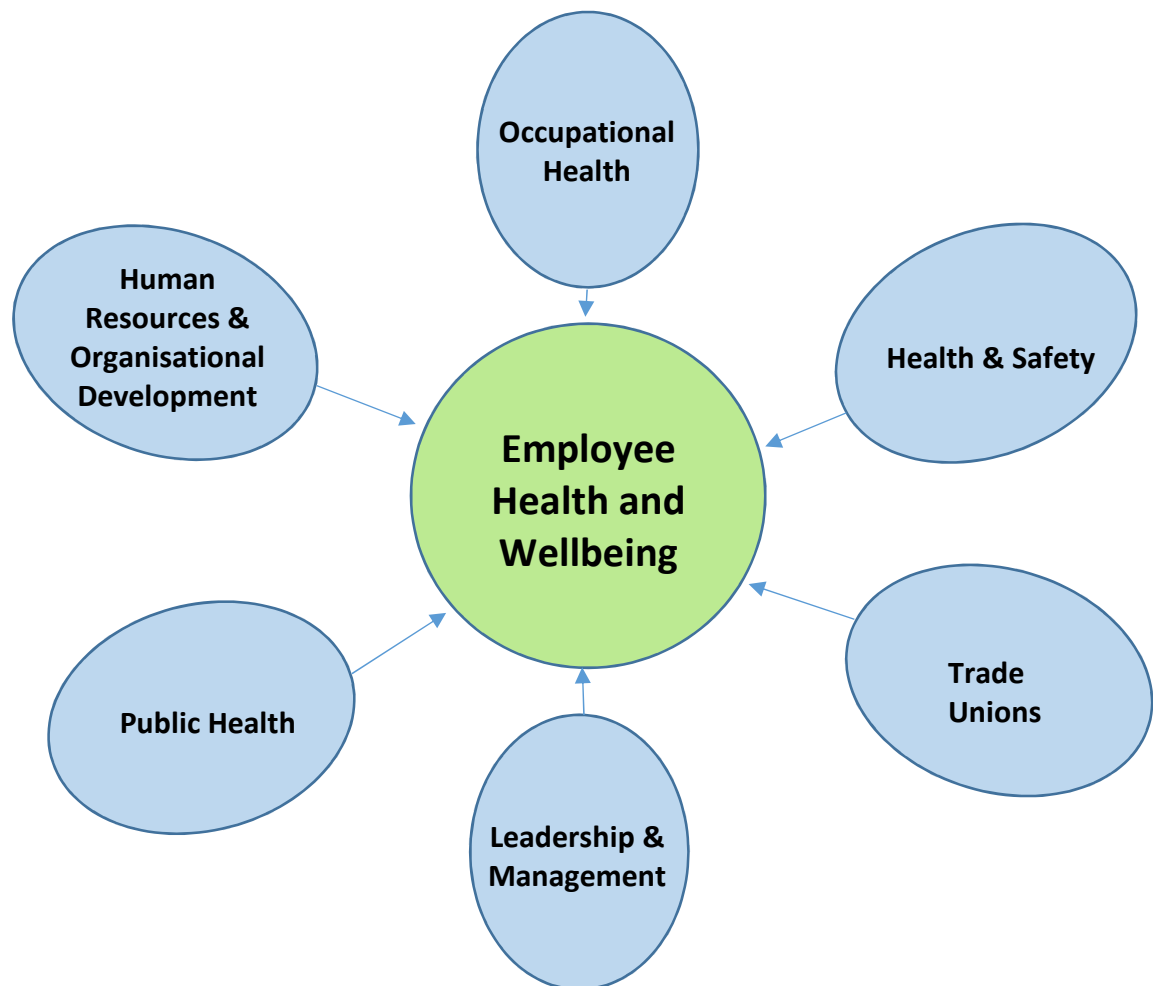 Occupational
Health
Human
Resources &
Organisational
Development
Health & Safety
Employee
Health and
Wellbeing
Public Health
Trade
Unions
Leadership &
Management